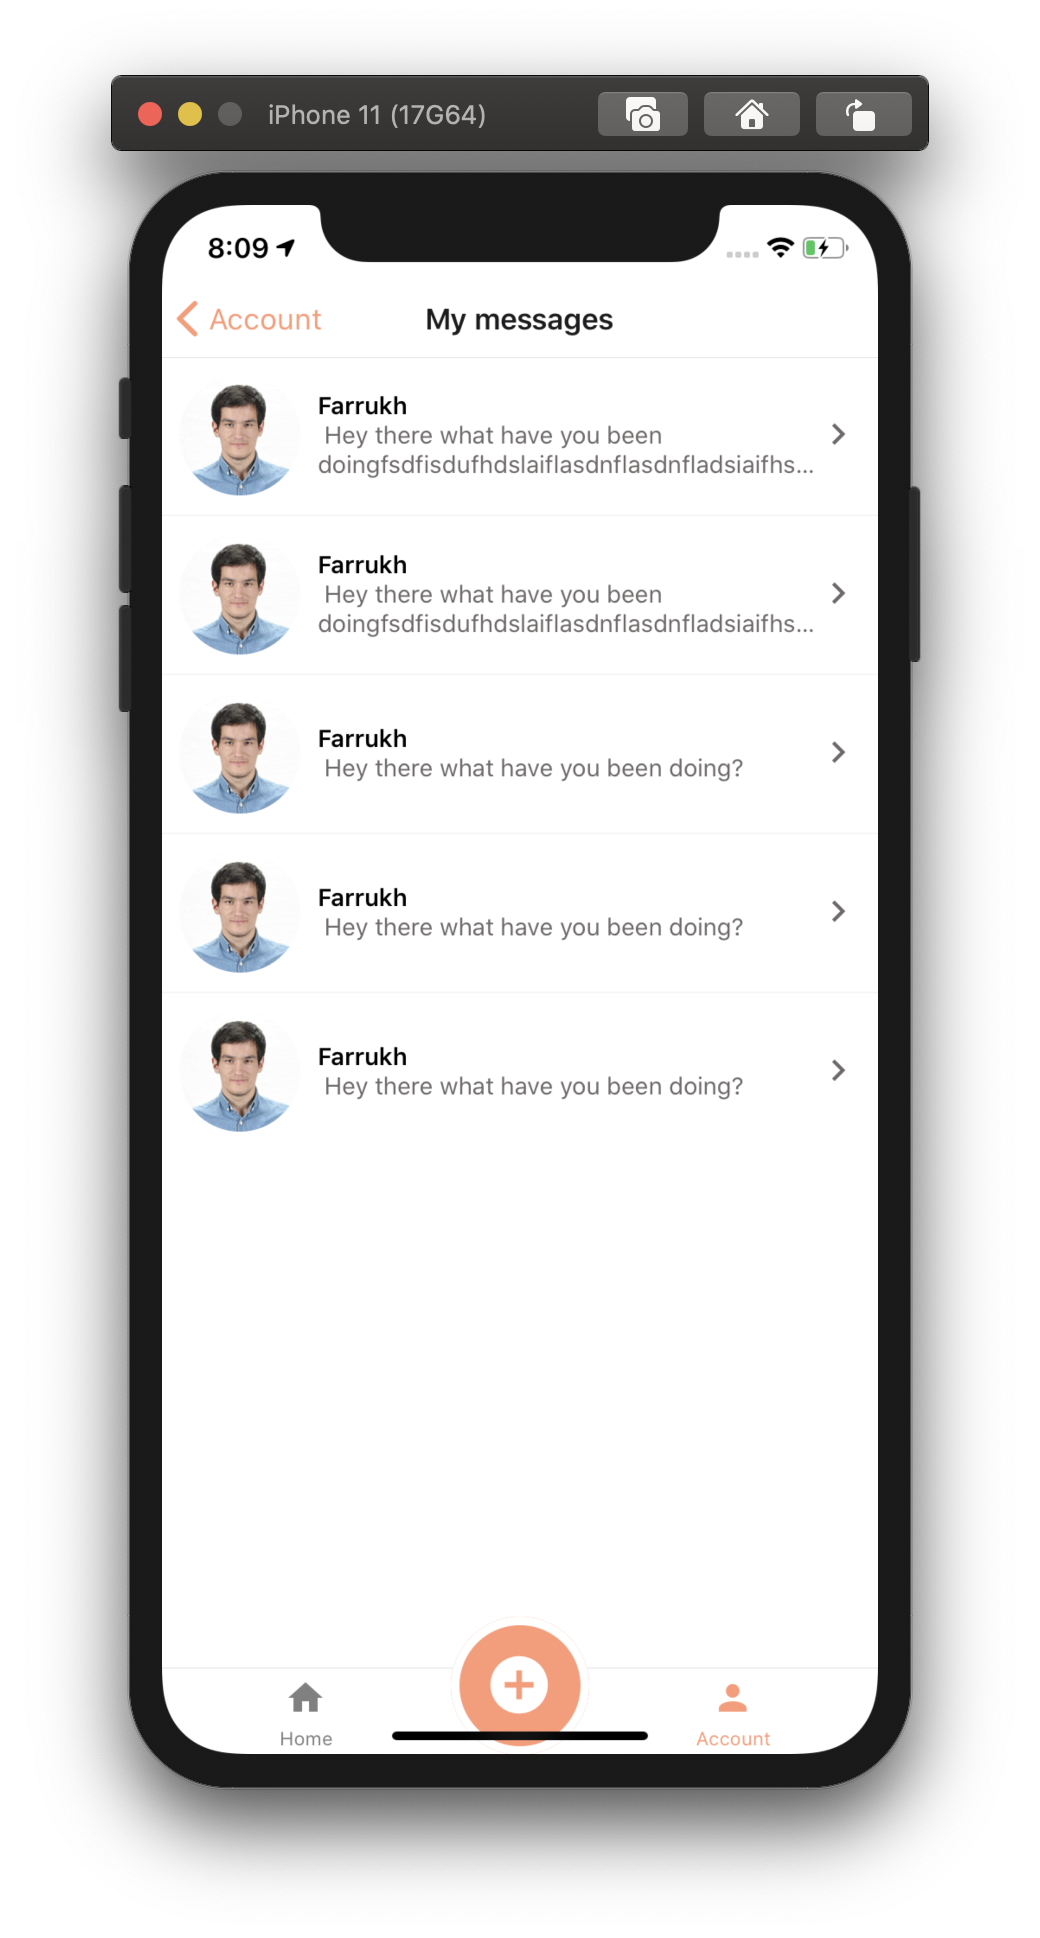 iPhone 11 (17G64)
8:09
Account
My messages
Farrukh
Hey there what have you been
doingfsdfisdufhdslaiflasdnflasdnfladsiaifhs...
Farrukh
Hey there what have you been
doingfsdfisdufhdslaiflasdnflasdnfladsiaifhs...
Farrukh
Hey there what have you been doing?
Farrukh
Hey there what have you been doing?
Farrukh
Hey there what have you been doing?
Home
Account